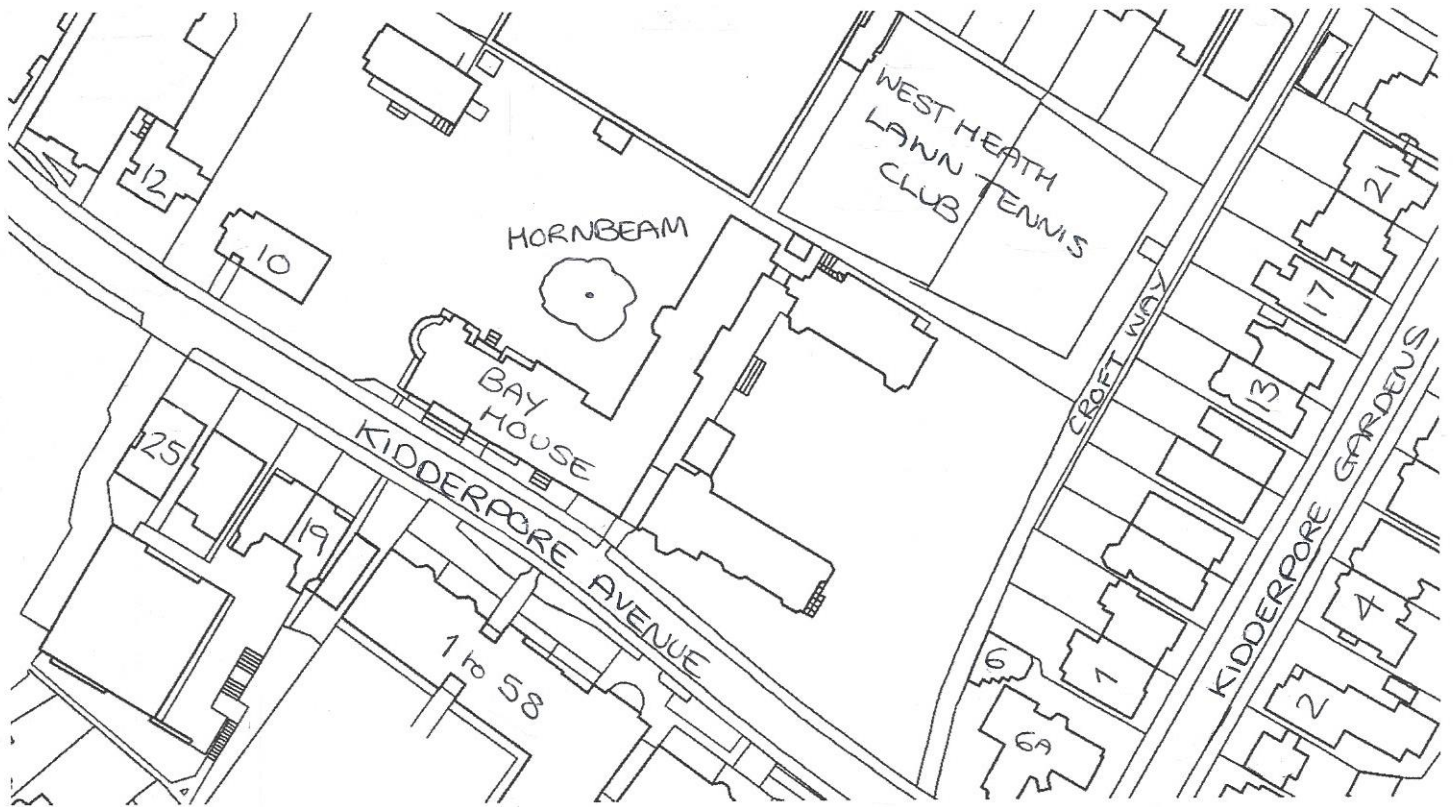 WEST HEATH
LAWN TENNIS
CLUB
21
12
HORNBEAM
10
17
CROFT WAY
13
BAY
HOUSE
KIDDERPORE GARDENS
25
KIDDERPORE AVENUE
19
4
1 to 58
6
1
2
6A